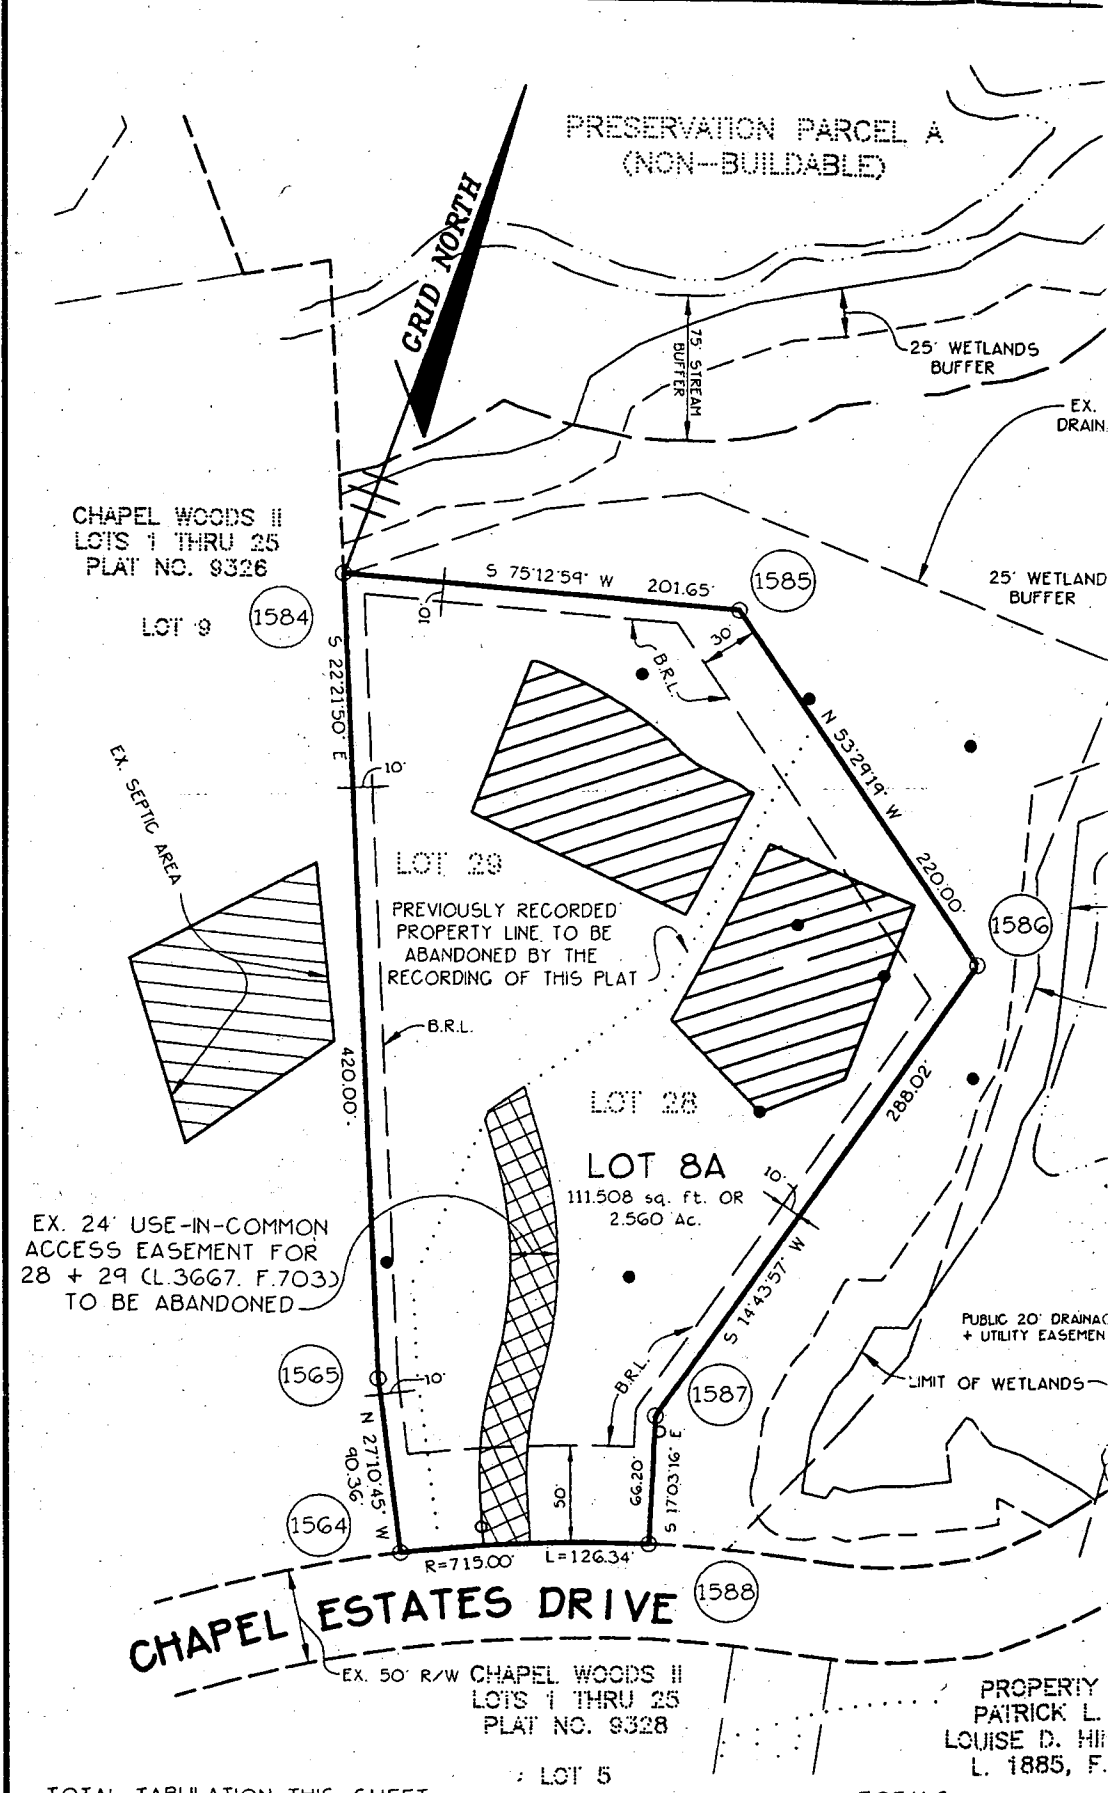 PRESERVATION PARCEL A
(NON-BUILDABLE)
GRID NORTH
75' STREAM
BUFFER
25' WETLANDS
BUFFER
EX.
DRAIN
CHAPEL WOODS II
LOTS 1 THRU 25
PLAT NO. 9326
LOT 9
1584
S 75°12'59" W
201.65'
1585
25' WETLAND
BUFFER
10'
30'
B.R.L.
S 22°21'50" E
N 53°29'19" W
10'
EX. SEPTIC AREA
LOT 29
220.00'
PREVIOUSLY RECORDED
PROPERTY LINE TO BE
ABANDONED BY THE
RECORDING OF THIS PLAT
1586
B.R.L.
420.00'
288.02'
LOT 28
LOT 8A
111.508 sq. ft. OR
2.560 Ac.
10'
EX. 24' USE-IN-COMMON
ACCESS EASEMENT FOR
28 + 29 (L.3667. F.703)
TO BE ABANDONED
S 14°43'57" W
PUBLIC 20' DRAINAG
+ UTILITY EASEMEN
B.R.L.
LIMIT OF WETLANDS
1565
10'
1587
N 27°10'45" W
90.36'
50'
66.20'
S 17°03'16" E
1564
R=715.00'
L=126.34'
1588
CHAPEL ESTATES DRIVE
EX. 50' R/W
CHAPEL WOODS II
LOTS 1 THRU 25
PLAT NO. 9328
LOT 5
PROPERTY
PATRICK L.
LOUISE D. HI
L. 1885, F.
TOTAL TABULATION THIS SHEET